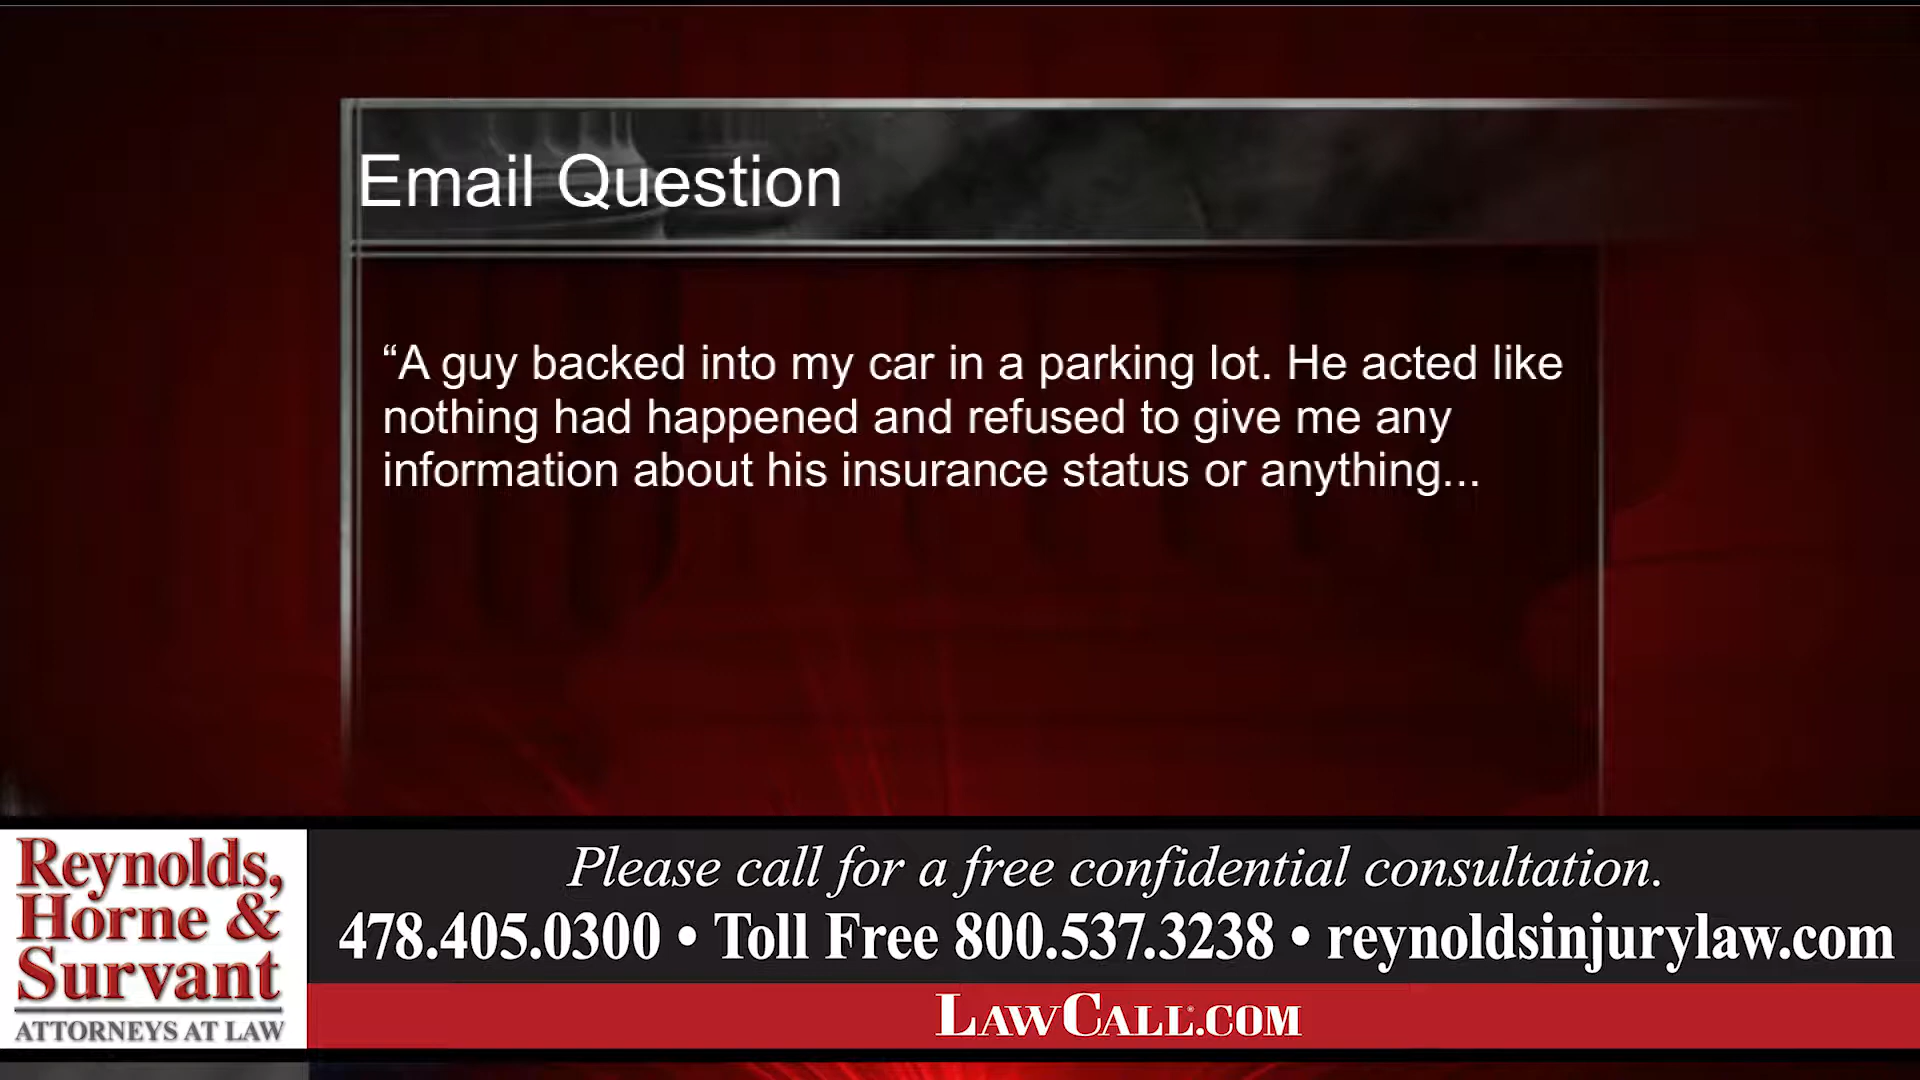 Email Question
“A guy backed into my car in a parking lot. He acted like
nothing had happened and refused to give me any
information about his insurance status or anything...
Reynolds,
Horne &
Survant
ATTORNEYS AT LAW
Please call for a free confidential consultation.
478.405.0300 • Toll Free 800.537.3238 • reynoldsinjurylaw.com
LAWCALL.COM